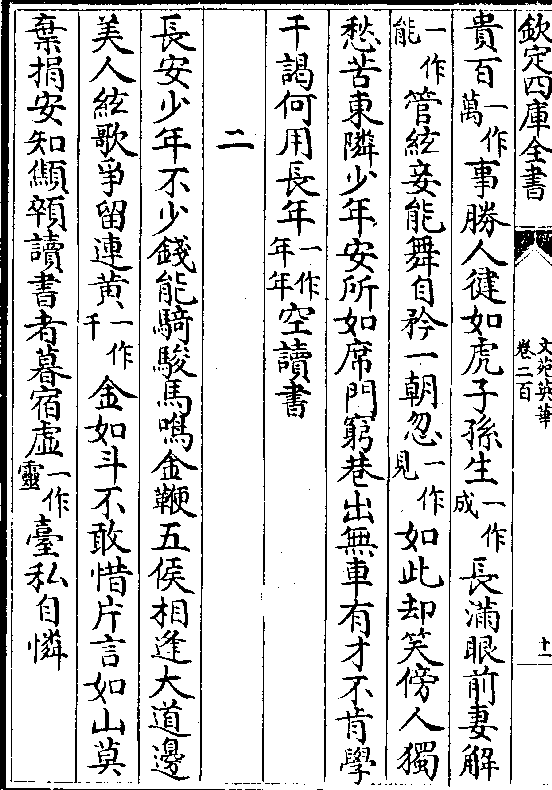 欽定四庫全書
文苑英華
卷二百
十一
貴百一作萬事勝人健如虎子孫生一作成長滿眼前妻解
一作能管絃妾能舞自矜一朝忽一作見如此却笑傍人獨
愁苦東隣少年安所如席門窮巷出無車有才不肯學
干謁何用長年一作年年空讀書
二
長安少年不少錢能騎駿馬鳴金鞭五侯相逢大道邊
美人絃歌爭留連黄一作千金如斗不敢惜片言如山莫
棄捐安知顦顇讀書者暮宿虛一作靈臺私自憐